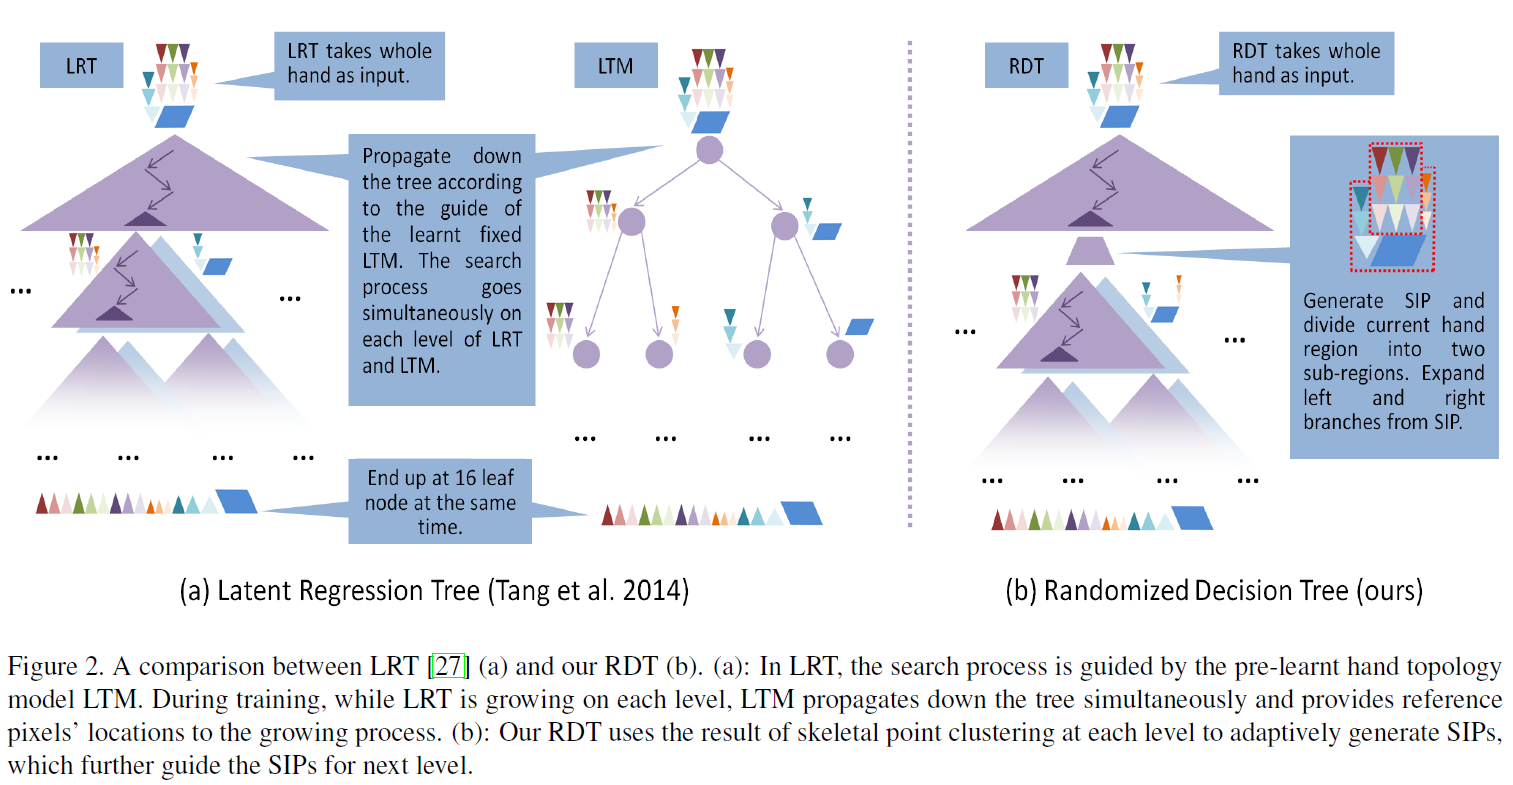 LRT
LRT takes whole
hand as input.
LTM
Propagate down
the tree according
to the guide of
the learnt fixed
LTM. The search
process goes
simultaneously on
each level of LRT
and LTM.
...
...
... ... ... ...
... ... ... ...
End up at 16 leaf
node at the same
time.
(a) Latent Regression Tree (Tang et al. 2014)
RDT
RDT takes whole
hand as input.
Generate SIP and
divide current hand
region into two
sub-regions. Expand
left and right
branches from SIP.
...
...
... ... ... ...
(b) Randomized Decision Tree (ours)
Figure 2. A comparison between LRT [27] (a) and our RDT (b). (a): In LRT, the search process is guided by the pre-learnt hand topology
model LTM. During training, while LRT is growing on each level, LTM propagates down the tree simultaneously and provides reference
pixels’ locations to the growing process. (b): Our RDT uses the result of skeletal point clustering at each level to adaptively generate SIPs,
which further guide the SIPs for next level.